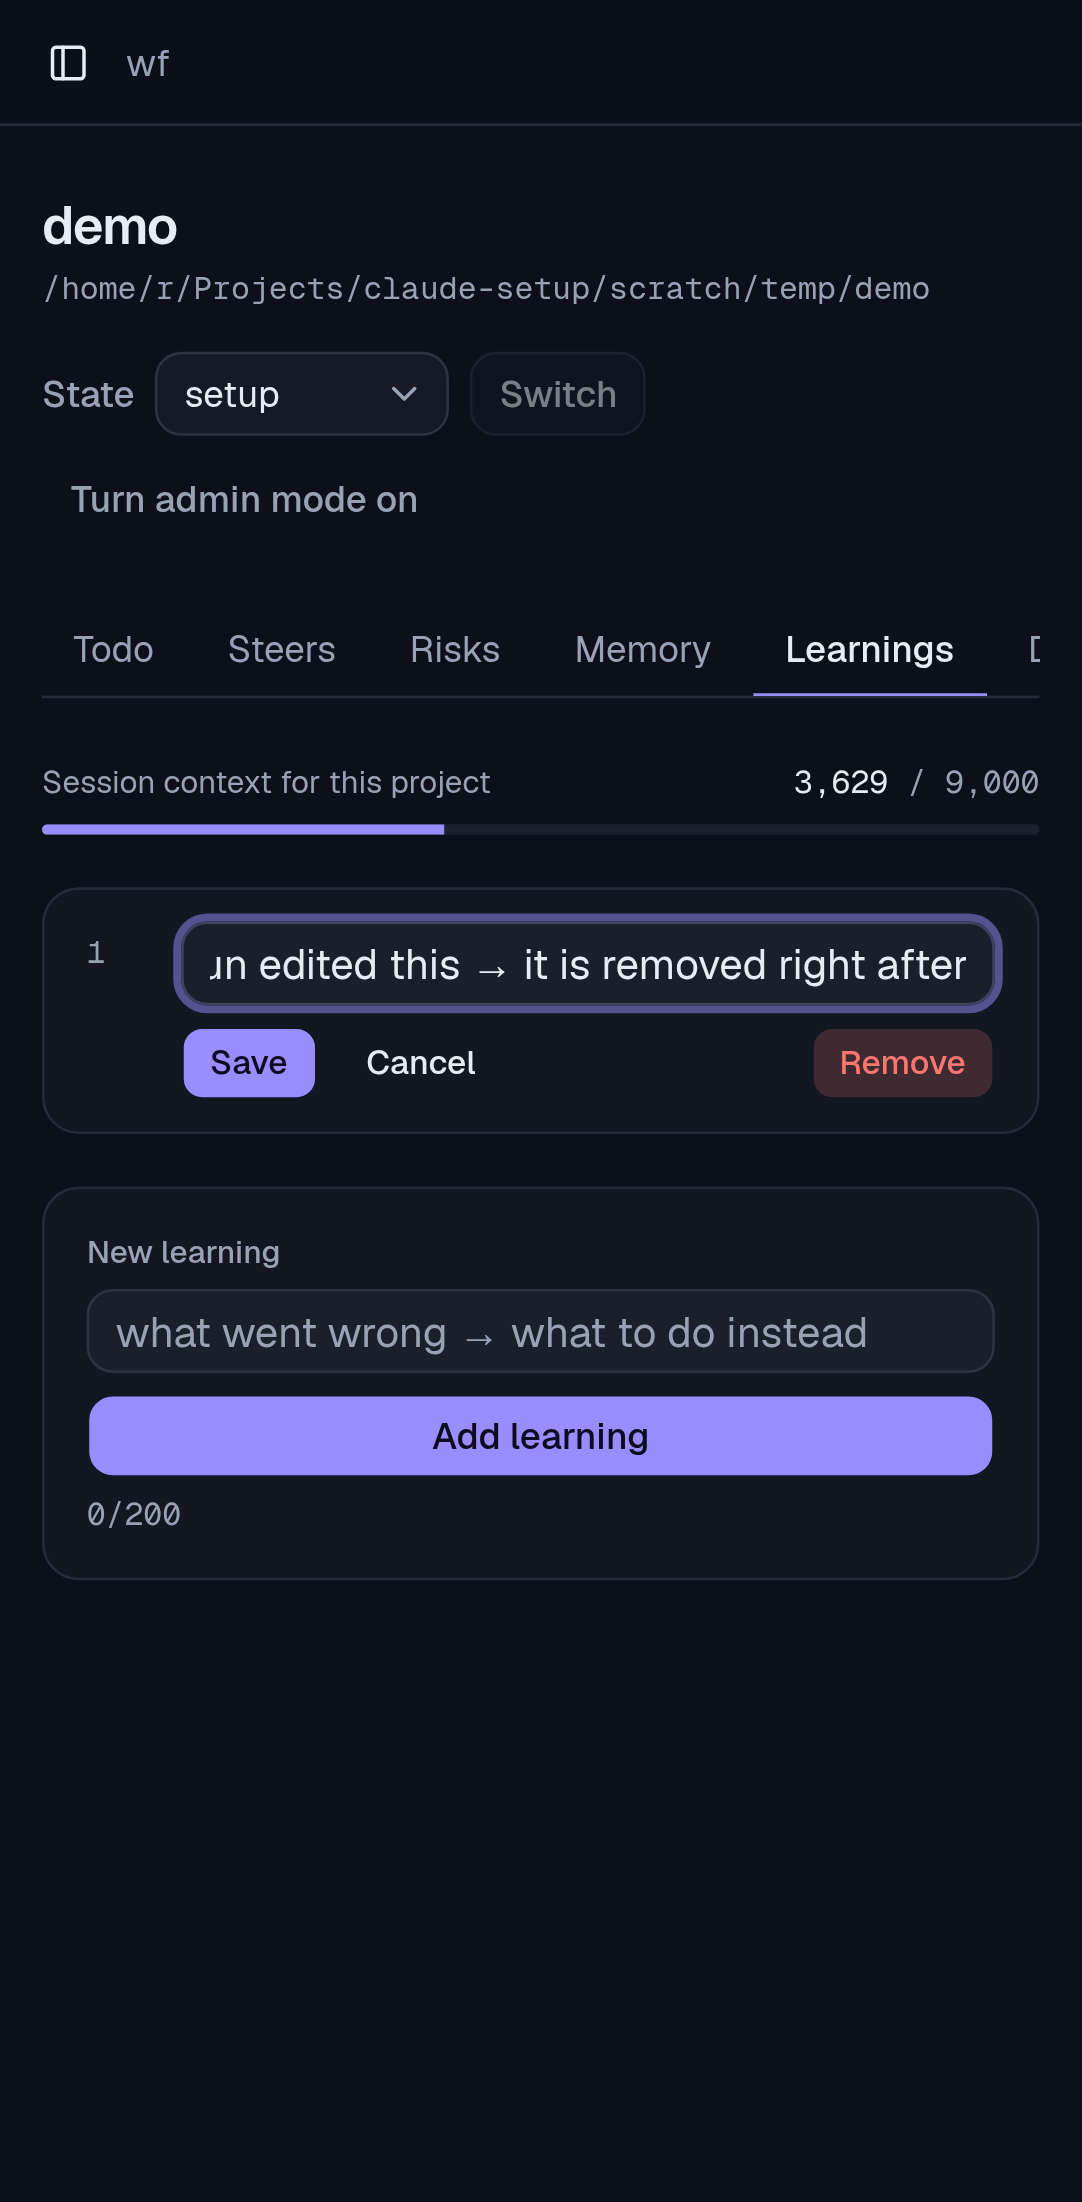 wf
demo
/home/r/Projects/claude-setup/scratch/temp/demo
State setup Switch
Turn admin mode on
Todo Steers Risks Memory Learnings
Session context for this project 3,629 / 9,000
1 edited this → it is removed right after
Save Cancel Remove
New learning
what went wrong → what to do instead
Add learning
0/200